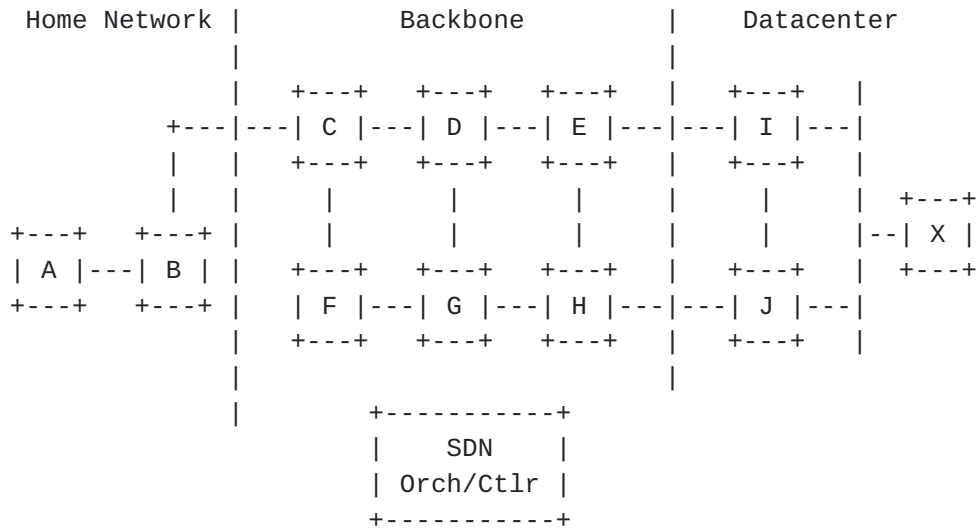 Home Network | Backbone | Datacenter
| |
| +---+ +---+ +---+ | +---+ |
+---|---| C |---| D |---| E |---|---| I |---|
| | +---+ +---+ +---+ | +---+ |
| | | | | | | | +---+
+---+ +---+ | | | | | | |--| X |
| A |---| B | | +---+ +---+ +---+ | +---+ | +---+
+---+ +---+ | | F |---| G |---| H |---|---| J |---|
| +---+ +---+ +---+ | +---+ |
| |
| +-----------+
| SDN |
| Orch/Ctlr |
+-----------+